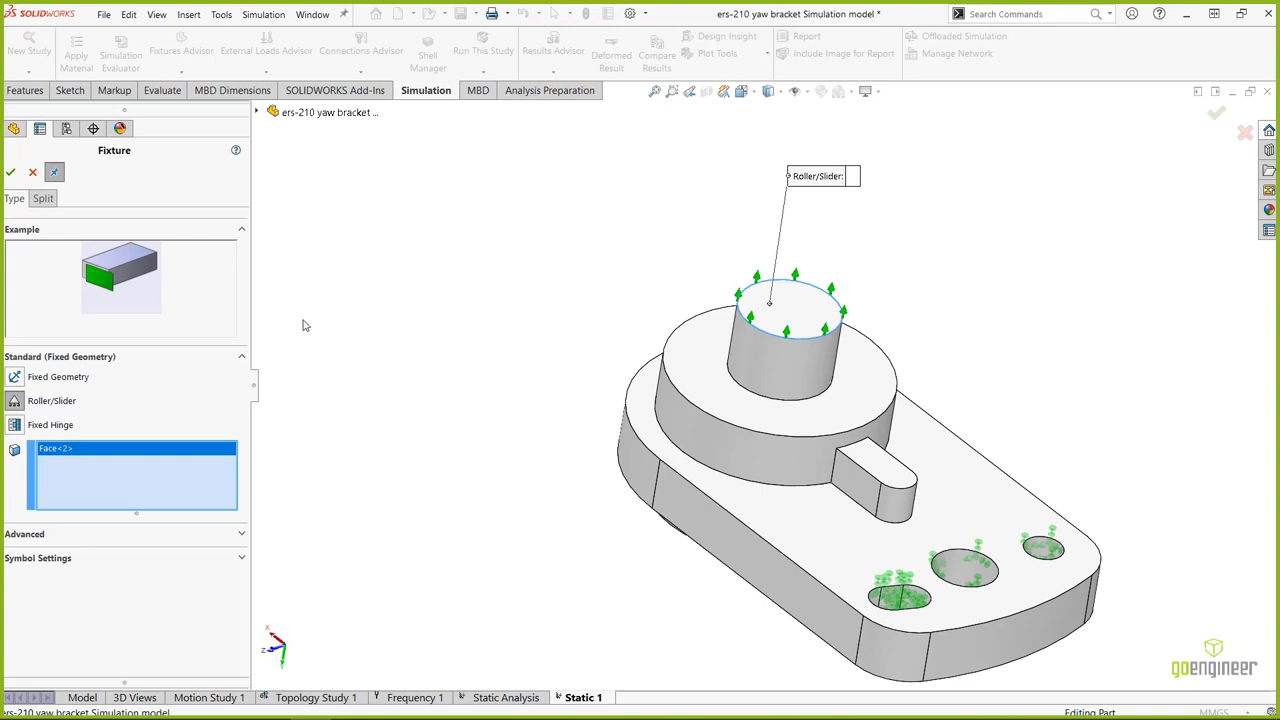 SOLIDWORKS
File Edit View Insert Tools Simulation Window
ers-210 yaw bracket Simulation model *
Search Commands
New Study
Apply Material
Simulation Evaluator
Fixtures Advisor
External Loads Advisor
Connections Advisor
Shell Manager
Run This Study
Results Advisor
Deformed Result
Compare Results
Design Insight
Plot Tools
Report
Include Image for Report
Offloaded Simulation
Manage Network
Features Sketch Markup Evaluate MBD Dimensions SOLIDWORKS Add-Ins Simulation MBD Analysis Preparation
ers-210 yaw bracket ...
Fixture
Type Split
Example
Standard (Fixed Geometry)
Fixed Geometry
Roller/Slider
Fixed Hinge
Face<2>
Advanced
Symbol Settings
Roller/Slider:
x
z
y
goengineer
Model 3D Views Motion Study 1 Topology Study 1 Frequency 1 Static Analysis Static 1
ers-210 yaw bracket Simulation model
Editing Part
MMGS